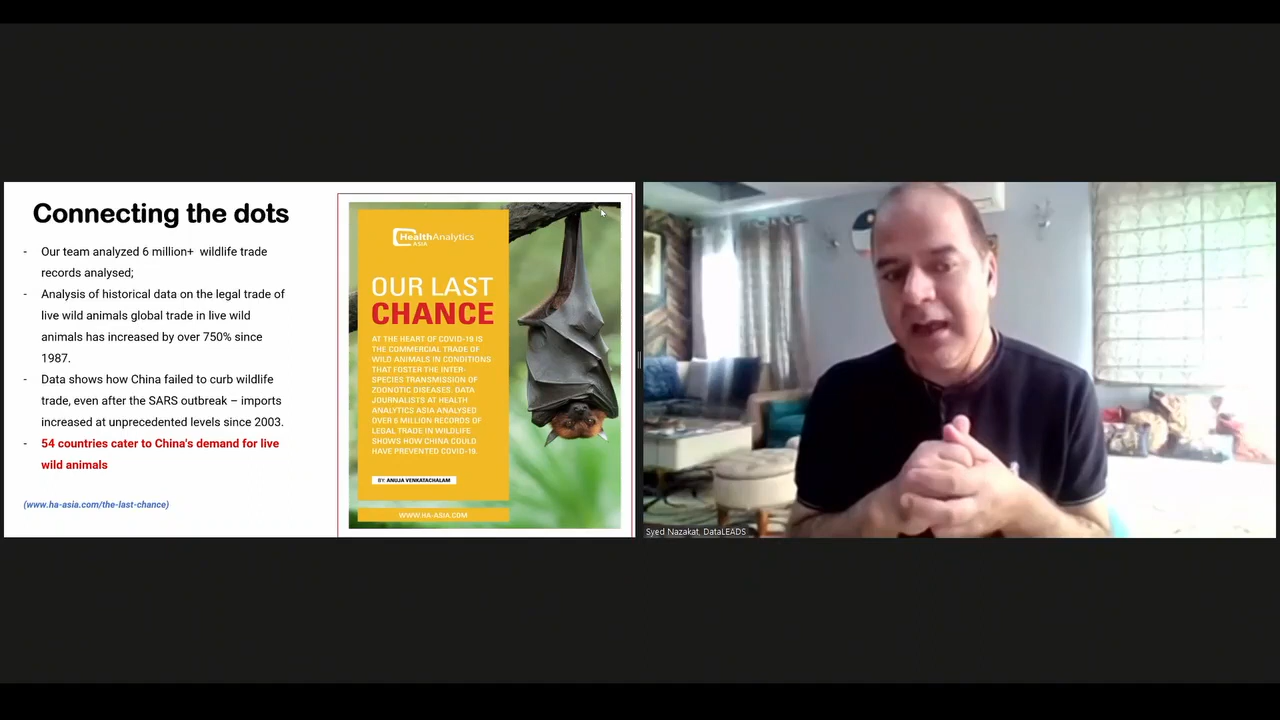 Connecting the dots
- Our team analyzed 6 million+ wildlife trade
records analysed;
- Analysis of historical data on the legal trade of
live wild animals global trade in live wild
animals has increased by over 750% since
1987.
- Data shows how China failed to curb wildlife
trade, even after the SARS outbreak – imports
increased at unprecedented levels since 2003.
- 54 countries cater to China's demand for live
wild animals
(www.ha-asia.com/the-last-chance)
HealthAnalytics
ASIA
OUR LAST
CHANCE
AT THE HEART OF COVID-19 IS
THE COMMERCIAL TRADE OF
WILD ANIMALS IN CONDITIONS
THAT FOSTER THE INTER-
SPECIES TRANSMISSION OF
ZOONOTIC DISEASES. DATA
JOURNALISTS AT HEALTH
ANALYTICS ASIA ANALYSED
OVER 6 MILLION RECORDS OF
LEGAL TRADE IN WILDLIFE
SHOWS HOW CHINA COULD
HAVE PREVENTED COVID-19.
BY: ANUJA VENKATACHALAM
WWW.HA-ASIA.COM
Syed Nazakat, DataLEADS